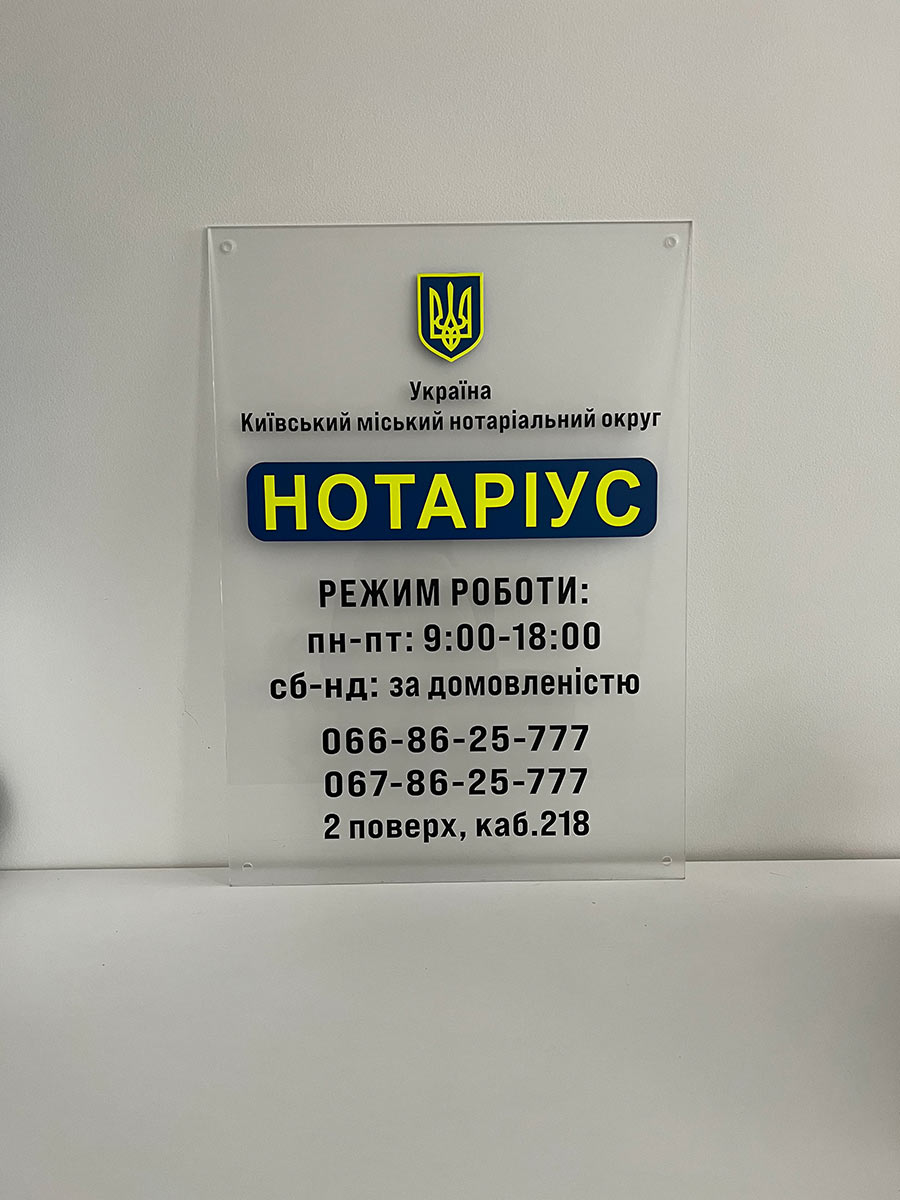 Україна
Київський міський нотаріальний округ
НОТАРІУС
РЕЖИМ РОБОТИ:
пн-пт: 9:00-18:00
сб-нд: за домовленістю
066-86-25-777
067-86-25-777
2 поверх, каб.218